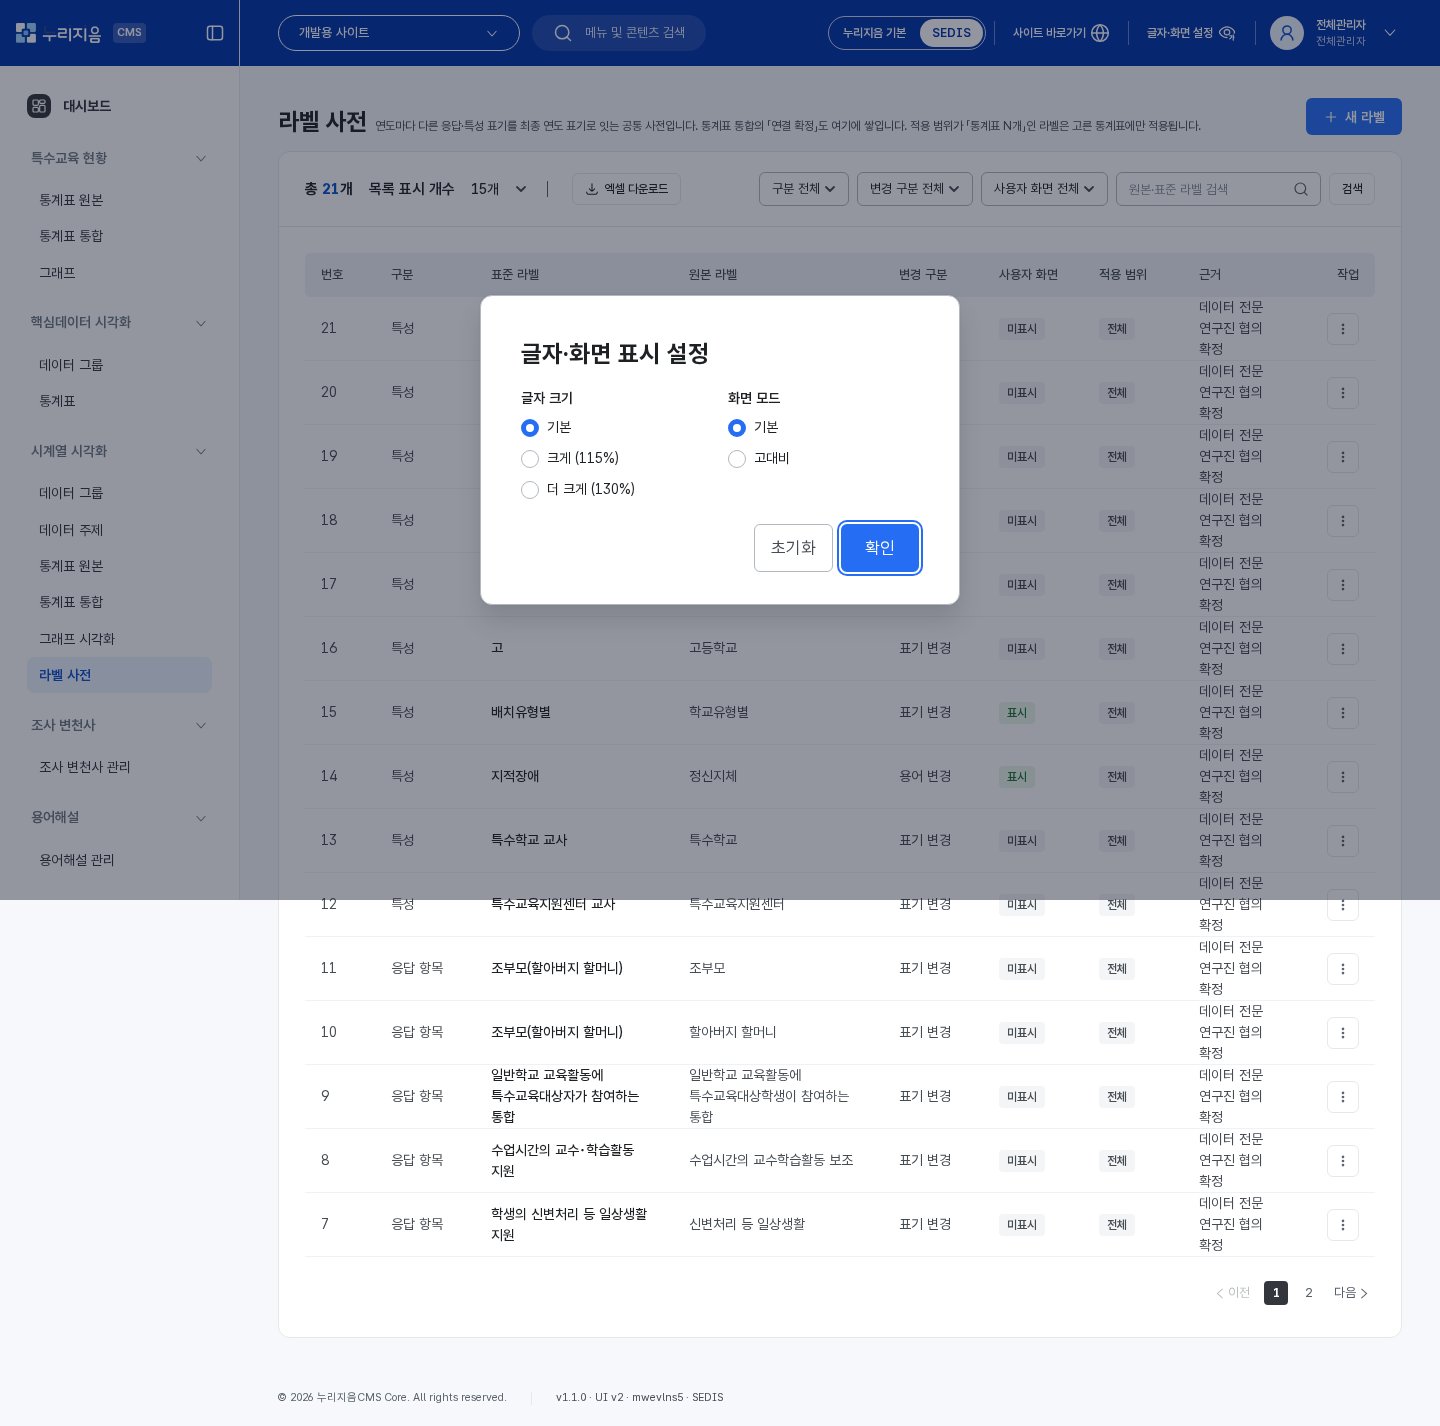 누리지음 CMS
개발용 사이트
메뉴 및 콘텐츠 검색
누리지음 기본
SEDIS
사이트 바로가기
글자·화면 설정
전체관리자
전체관리자
대시보드
특수교육 현황
통계표 원본
통계표 통합
그래프
핵심데이터 시각화
데이터 그룹
통계표
시계열 시각화
데이터 그룹
데이터 주제
통계표 원본
통계표 통합
그래프 시각화
라벨 사전
조사 변천사
조사 변천사 관리
용어해설
용어해설 관리
라벨 사전 연도마다 다른 응답·특성 표기를 최종 연도 표기로 잇는 공통 사전입니다. 통계표 통합의 「연결 확정」도 여기에 쌓입니다. 적용 범위가 「통계표 N개」인 라벨은 고른 통계표에만 적용됩니다.
새 라벨
총 21개 목록 표시 개수 15개 엑셀 다운로드 구분 전체 변경 구분 전체 사용자 화면 전체 원본·표준 라벨 검색 검색
번호 구분 표준 라벨 원본 라벨 변경 구분 사용자 화면 적용 범위 근거 작업
21 특성 미표시 전체 데이터 전문
연구진 협의
확정
20 특성 미표시 전체 데이터 전문
연구진 협의
확정
19 특성 미표시 전체 데이터 전문
연구진 협의
확정
18 특성 미표시 전체 데이터 전문
연구진 협의
확정
17 특성 미표시 전체 데이터 전문
연구진 협의
확정
16 특성 고 고등학교 표기 변경 미표시 전체 데이터 전문
연구진 협의
확정
15 특성 배치유형별 학교유형별 표기 변경 표시 전체 데이터 전문
연구진 협의
확정
14 특성 지적장애 정신지체 용어 변경 표시 전체 데이터 전문
연구진 협의
확정
13 특성 특수학교 교사 특수학교 표기 변경 미표시 전체 데이터 전문
연구진 협의
확정
12 특성 특수교육지원센터 교사 특수교육지원센터 표기 변경 미표시 전체 데이터 전문
연구진 협의
확정
11 응답 항목 조부모(할아버지 할머니) 조부모 표기 변경 미표시 전체 데이터 전문
연구진 협의
확정
10 응답 항목 조부모(할아버지 할머니) 할아버지 할머니 표기 변경 미표시 전체 데이터 전문
연구진 협의
확정
9 응답 항목 일반학교 교육활동에
특수교육대상자가 참여하는
통합 일반학교 교육활동에
특수교육대상학생이 참여하는
통합 표기 변경 미표시 전체 데이터 전문
연구진 협의
확정
8 응답 항목 수업시간의 교수·학습활동
지원 수업시간의 교수학습활동 보조 표기 변경 미표시 전체 데이터 전문
연구진 협의
확정
7 응답 항목 학생의 신변처리 등 일상생활
지원 신변처리 등 일상생활 표기 변경 미표시 전체 데이터 전문
연구진 협의
확정
이전 1 2 다음
© 2026 누리지음CMS Core. All rights reserved.
v1.1.0 · UI v2 · mwevlns5 · SEDIS
글자·화면 표시 설정
글자 크기
기본
크게 (115%)
더 크게 (130%)
화면 모드
기본
고대비
초기화
확인